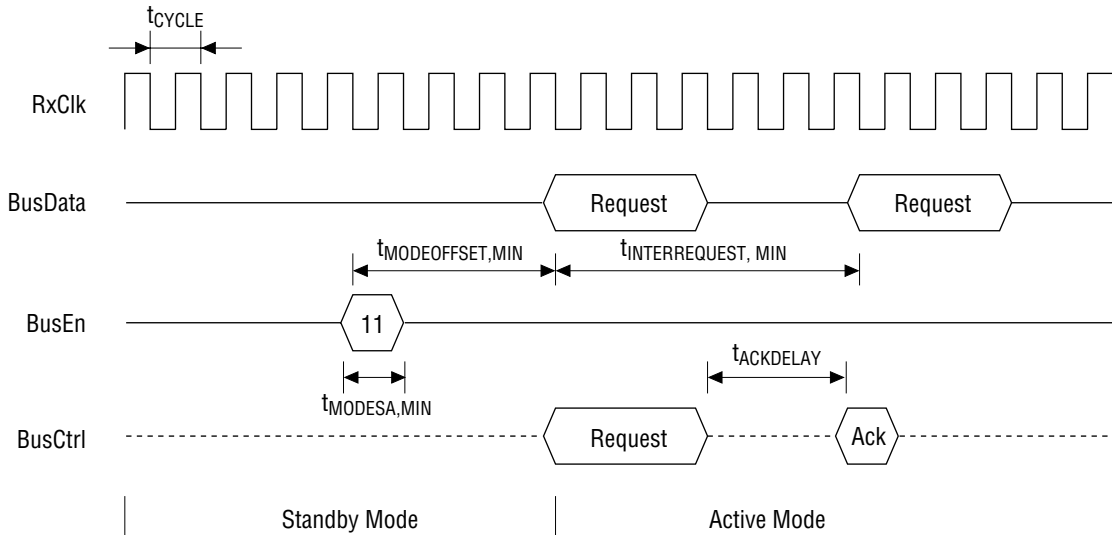 tCYCLE
RxClk
BusData
Request
Request
tMODEOFFSET,MIN
tINTERREQUEST, MIN
BusEn
11
tACKDELAY
tMODESA,MIN
BusCtrl
Request
Ack
Standby Mode
Active Mode